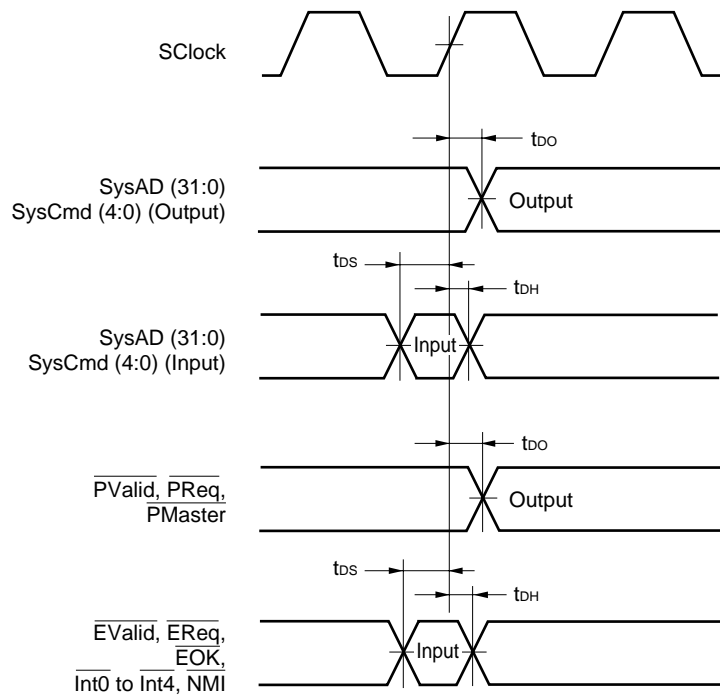 SClock
tDO
SysAD (31:0)
SysCmd (4:0) (Output)
Output
tDS
tDH
SysAD (31:0)
SysCmd (4:0) (Input)
Input
tDO
PValid, PReq,
PMaster
Output
tDS
tDH
EValid, EReq,
EOK,
Int0 to Int4, NMI
Input